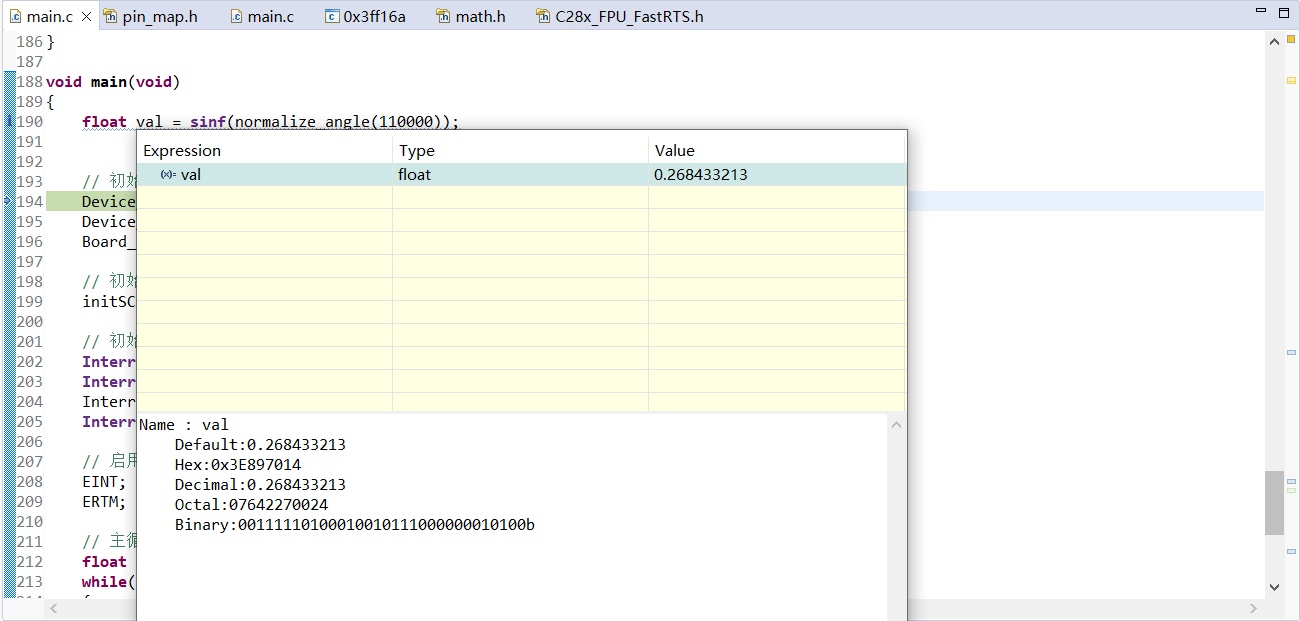 main.c pin_map.h main.c 0x3ff16a math.h C28x_FPU_FastRTS.h
186 }
187
188 void main(void)
189 {
190 float val = sinf(normalize_angle(110000));
191
192
193 // 初始
194 Device
195 Device
196 Board_
197
198 // 初始
199 initSC
200
201 // 初始
202 Interr
203 Interr
204 Interr
205 Interr
206
207 // 启用
208 EINT;
209 ERTM;
210
211 // 主循
212 float
213 while(
Expression Type Value
(x)= val float 0.268433213
Name : val
Default:0.268433213
Hex:0x3E897014
Decimal:0.268433213
Octal:07642270024
Binary:00111110100010010111000000010100b